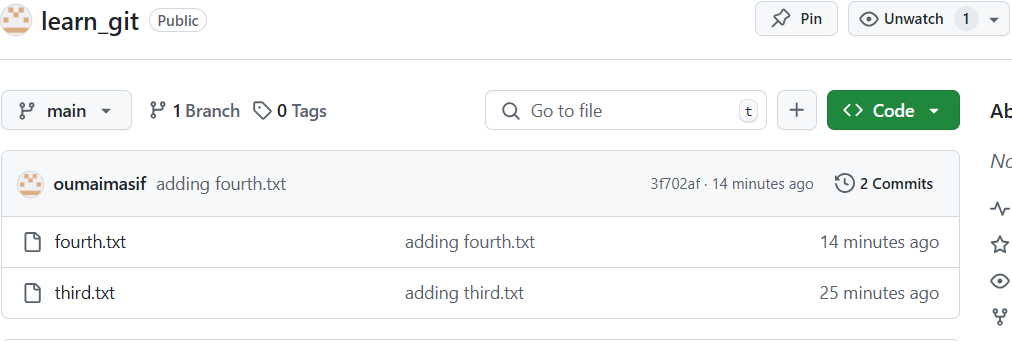 learn_git Public Pin Unwatch 1
main 1 Branch 0 Tags Go to file t + Code Ab
No
oumaimasif adding fourth.txt 3f702af · 14 minutes ago 2 Commits
fourth.txt adding fourth.txt 14 minutes ago
third.txt adding third.txt 25 minutes ago